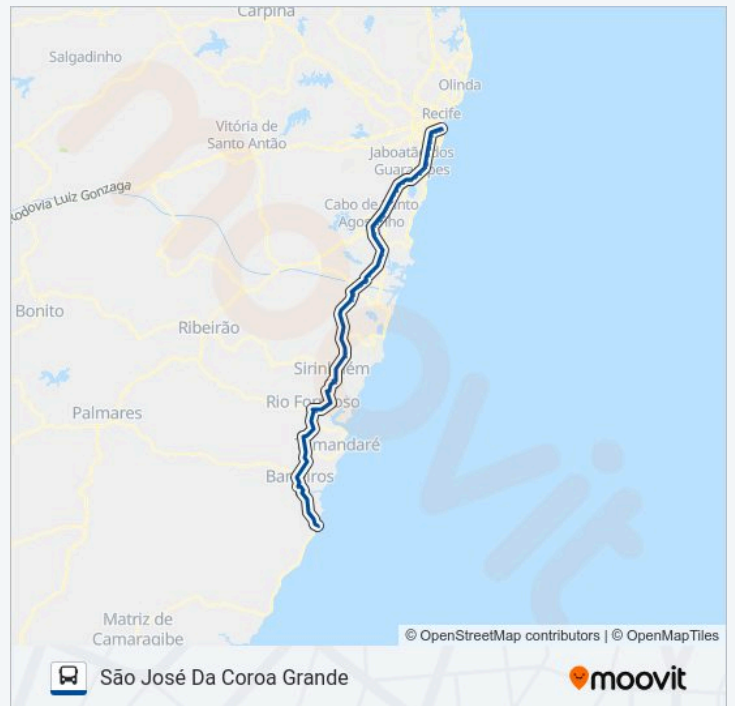 Carpina
Salgadinho
Olinda
Recife
Vitória de
Santo Antão
Jaboatão dos
Guararapes
Rodovia Luiz Gonzaga
Cabo de Santo
Agostinho
Bonito
Ribeirão
Sirinhaém
Rio Formoso
Palmares
Tamandaré
Barreiros
Matriz de
Camaragibe
moovit
© OpenStreetMap contributors | © OpenMapTiles
São José Da Coroa Grande
moovit